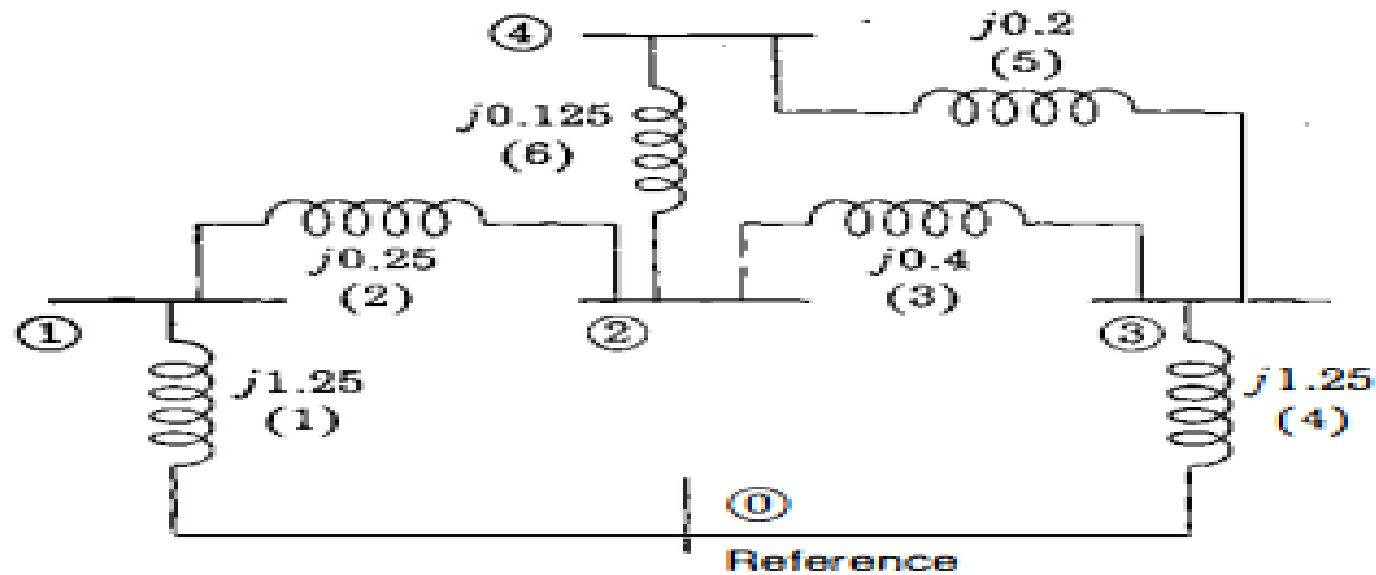 ④
j0.2
(5)
j0.125
(6)
j0.25
(2)
j0.4
(3)
①
②
③
j1.25
(1)
j1.25
(4)
⓪
Reference